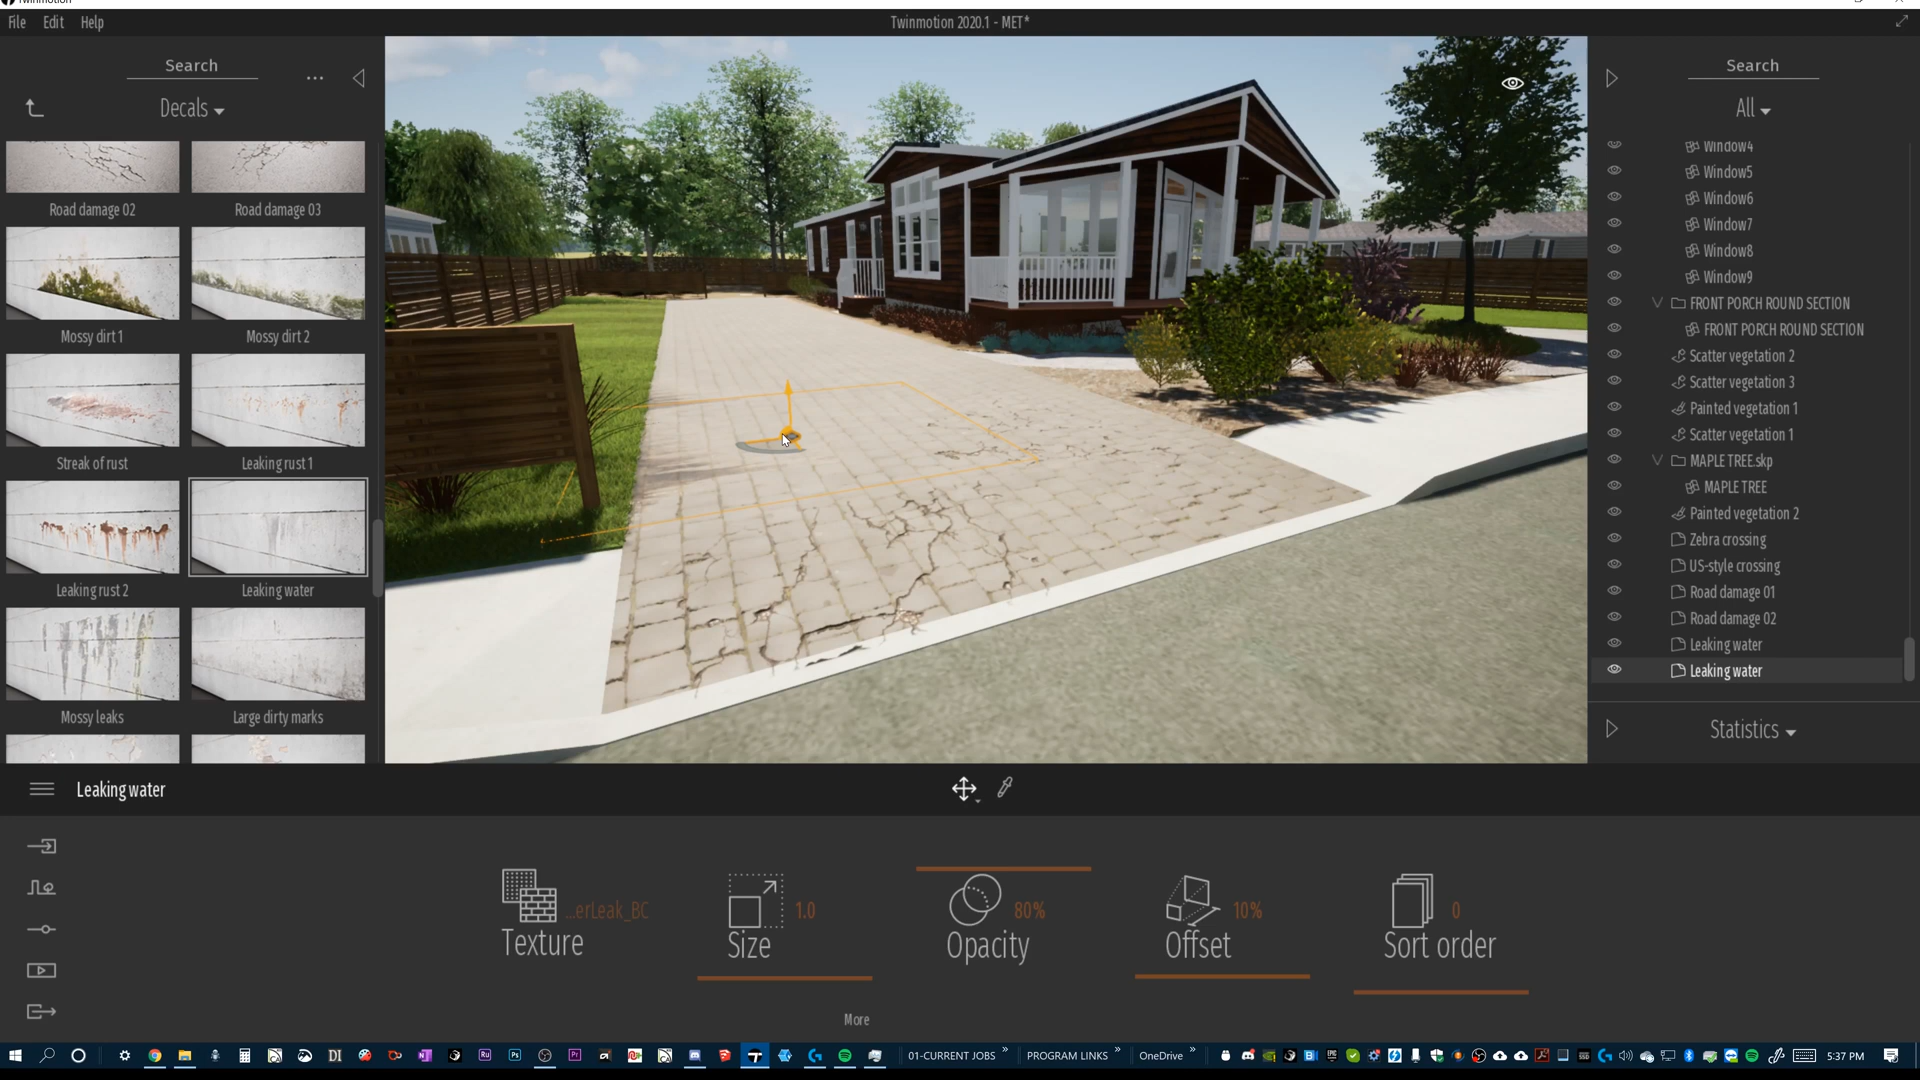 Twinmotion
File Edit Help
Twinmotion 2020.1 - MET*
Search
Decals
Road damage 02
Road damage 03
Mossy dirt 1
Mossy dirt 2
Streak of rust
Leaking rust 1
Leaking rust 2
Leaking water
Mossy leaks
Large dirty marks
Search
All
Window4
Window5
Window6
Window7
Window8
Window9
FRONT PORCH ROUND SECTION
FRONT PORCH ROUND SECTION
Scatter vegetation 2
Scatter vegetation 3
Painted vegetation 1
Scatter vegetation 1
MAPLE TREE.skp
MAPLE TREE
Painted vegetation 2
Zebra crossing
US-style crossing
Road damage 01
Road damage 02
Leaking water
Leaking water
Statistics
Leaking water
...erLeak_BC
Texture
1.0
Size
80%
Opacity
10%
Offset
0
Sort order
More
DI
Ru
Ps
Pr
01-CURRENT JOBS
PROGRAM LINKS
OneDrive
5:37 PM